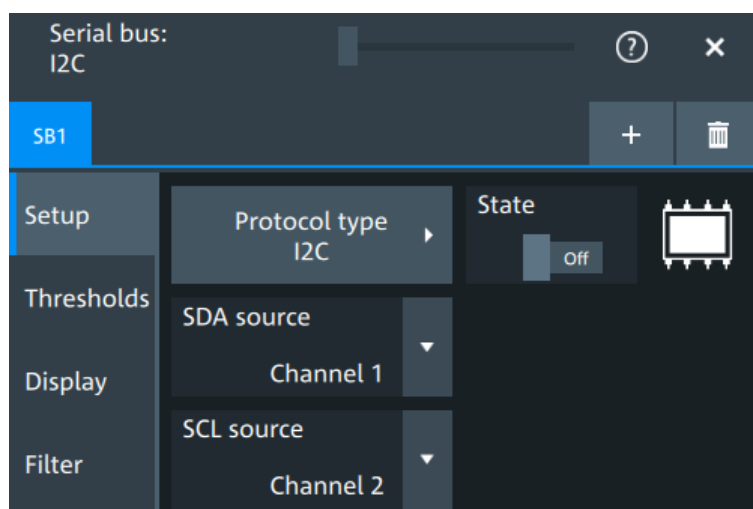 Serial bus:
I2C
?
SB1
+
Setup
Protocol type
I2C
State
Off
Thresholds
SDA source
Channel 1
Display
SCL source
Channel 2
Filter